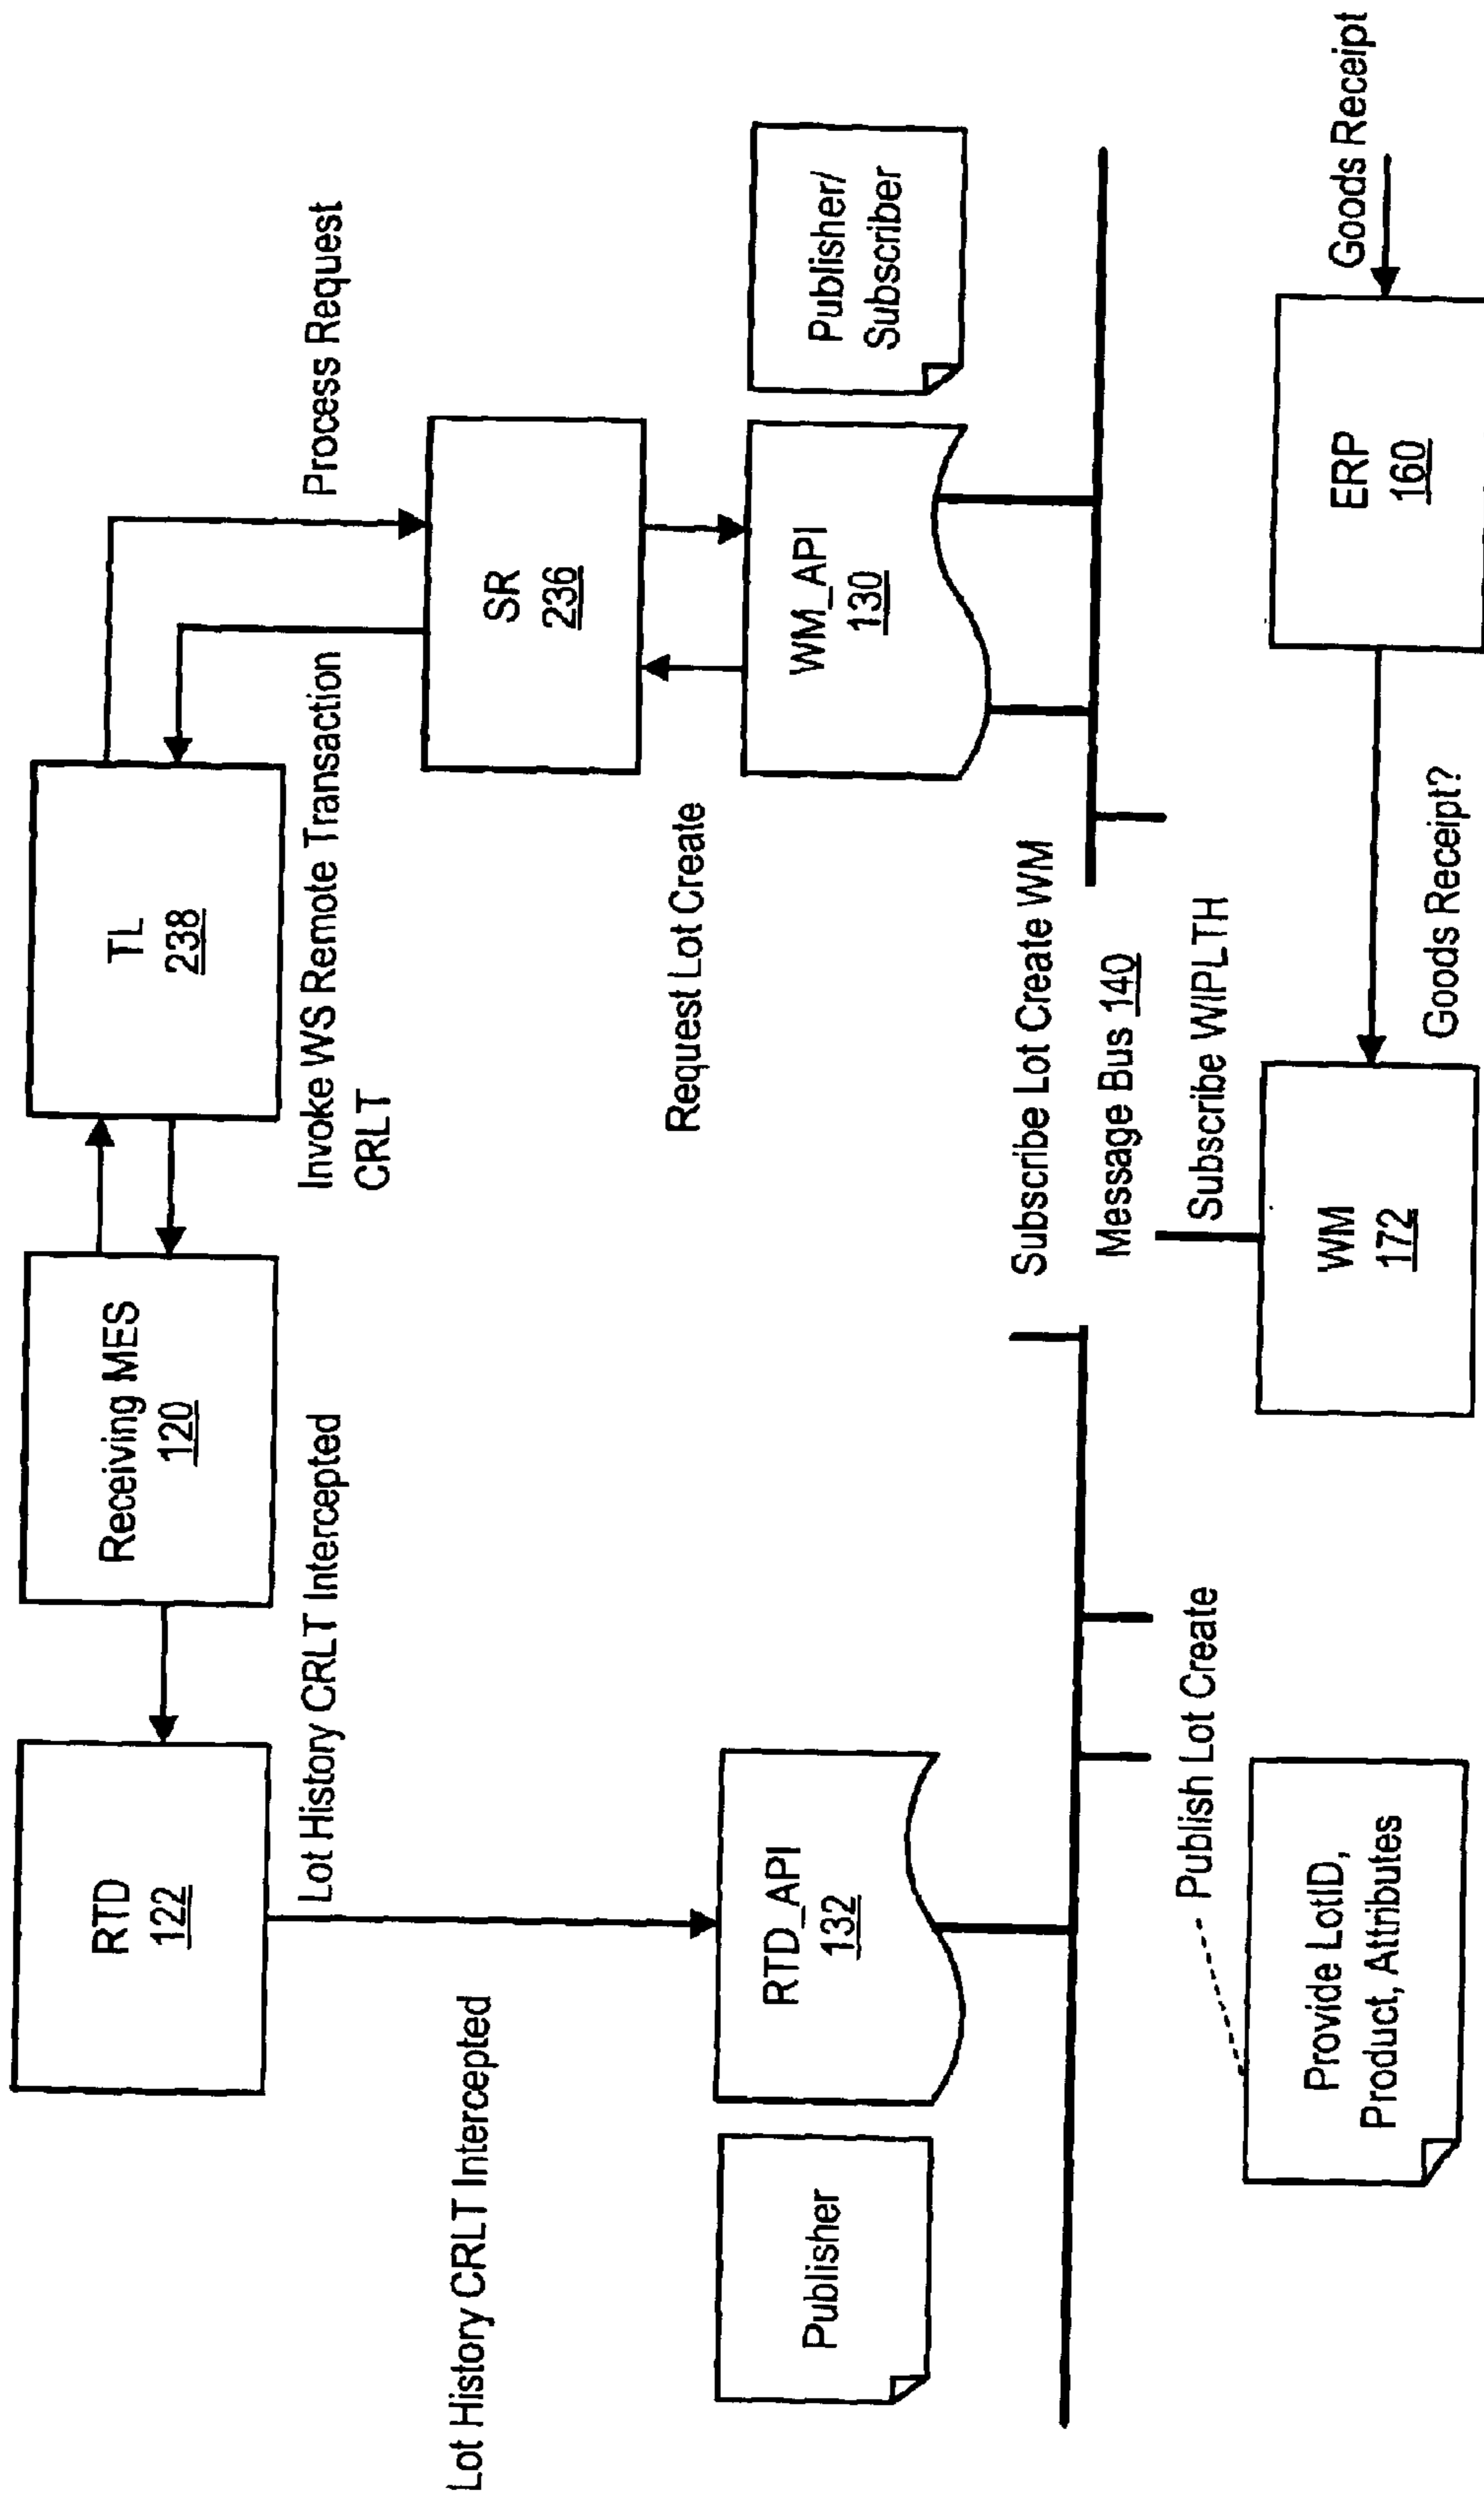 RTD
122
Receiving MES
120
TL
238
Lot History CRLT Intercepted
Invoke WS Remote Transaction
CRLT
Process Request
Lot History CRLT Intercepted
SR
236
Request Lot Create
Publisher
RTD_API
132
WM_API
130
Publisher/
Subscriber
Subscribe Lot Create WM
Message Bus 140
Publish Lot Create
Subscribe WIPLTH
Provide LotID,
Product, Attributes
WM
172
ERP
160
Goods Receipt
Goods Receipt?